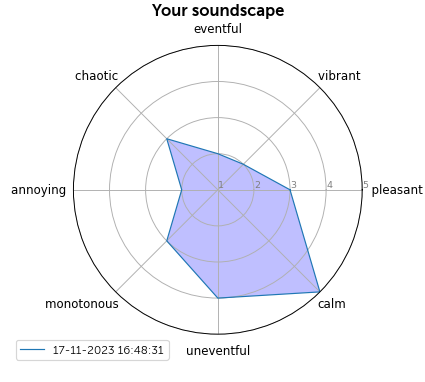 Your soundscape
eventful
chaotic
vibrant
annoying
1 2 3 4 5
pleasant
monotonous
calm
uneventful
17-11-2023 16:48:31